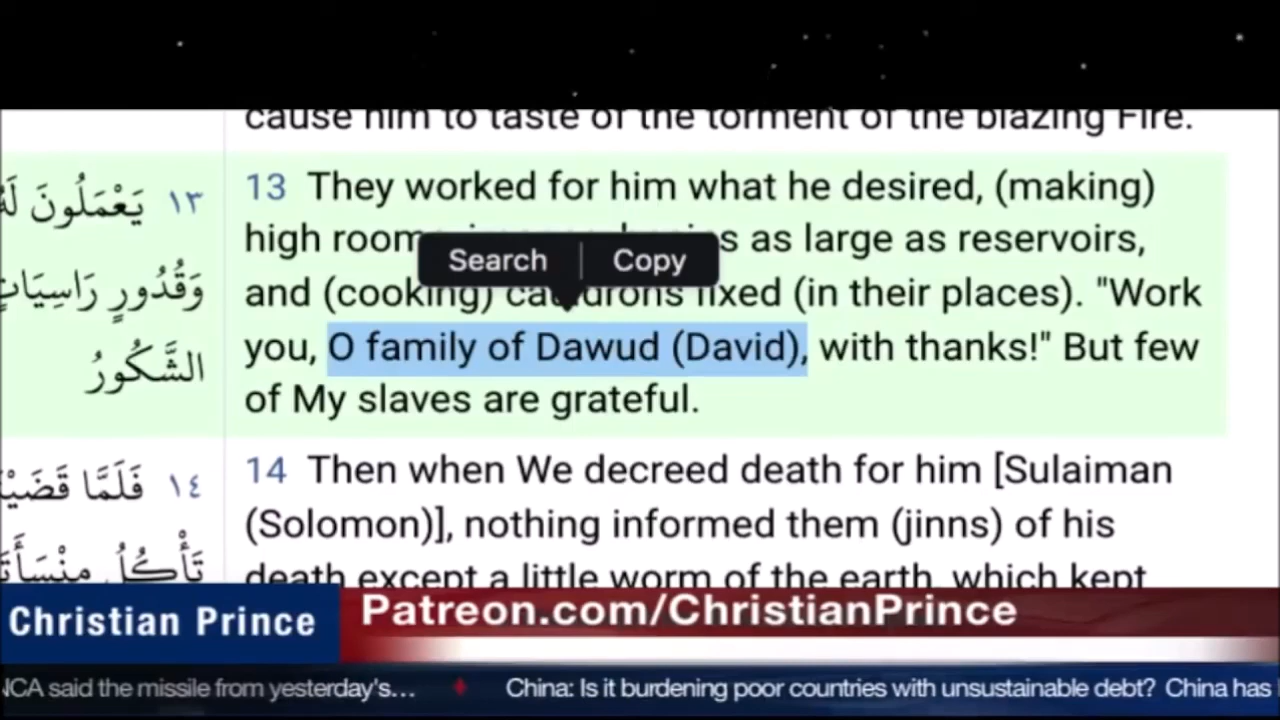 cause him to taste of the torment of the blazing Fire.
١٣ يَعْمَلُونَ
13 They worked for him what he desired, (making)
high as large as reservoirs,
Search | Copy
وَقُدُورٍ رَاسِيَاتٍ
and (cooking) fixed (in their places). "Work
you, O family of Dawud (David), with thanks!" But few
الشَّكُورُ
of My slaves are grateful.
١٤ فَلَمَّا
14 Then when We decreed death for him [Sulaiman
(Solomon)], nothing informed them (jinns) of his
تَأْكُلُ
death except a little worm of the earth, which kept
Christian Prince
Patreon.com/ChristianPrince
said the missile from yesterday's... China: Is it burdening poor countries with unsustainable debt? China has